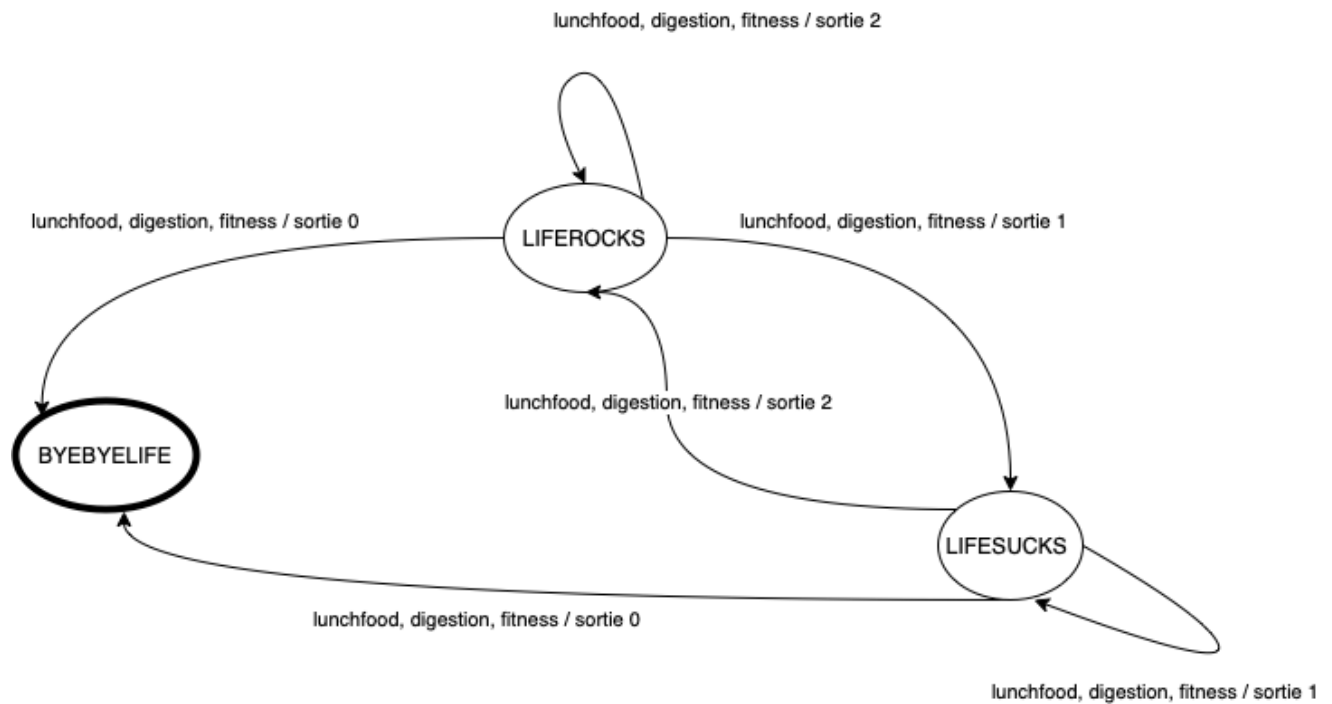 lunchfood, digestion, fitness / sortie 2
lunchfood, digestion, fitness / sortie 0
lunchfood, digestion, fitness / sortie 1
LIFEROCKS
lunchfood, digestion, fitness / sortie 2
BYEBYELIFE
LIFESUCKS
lunchfood, digestion, fitness / sortie 0
lunchfood, digestion, fitness / sortie 1